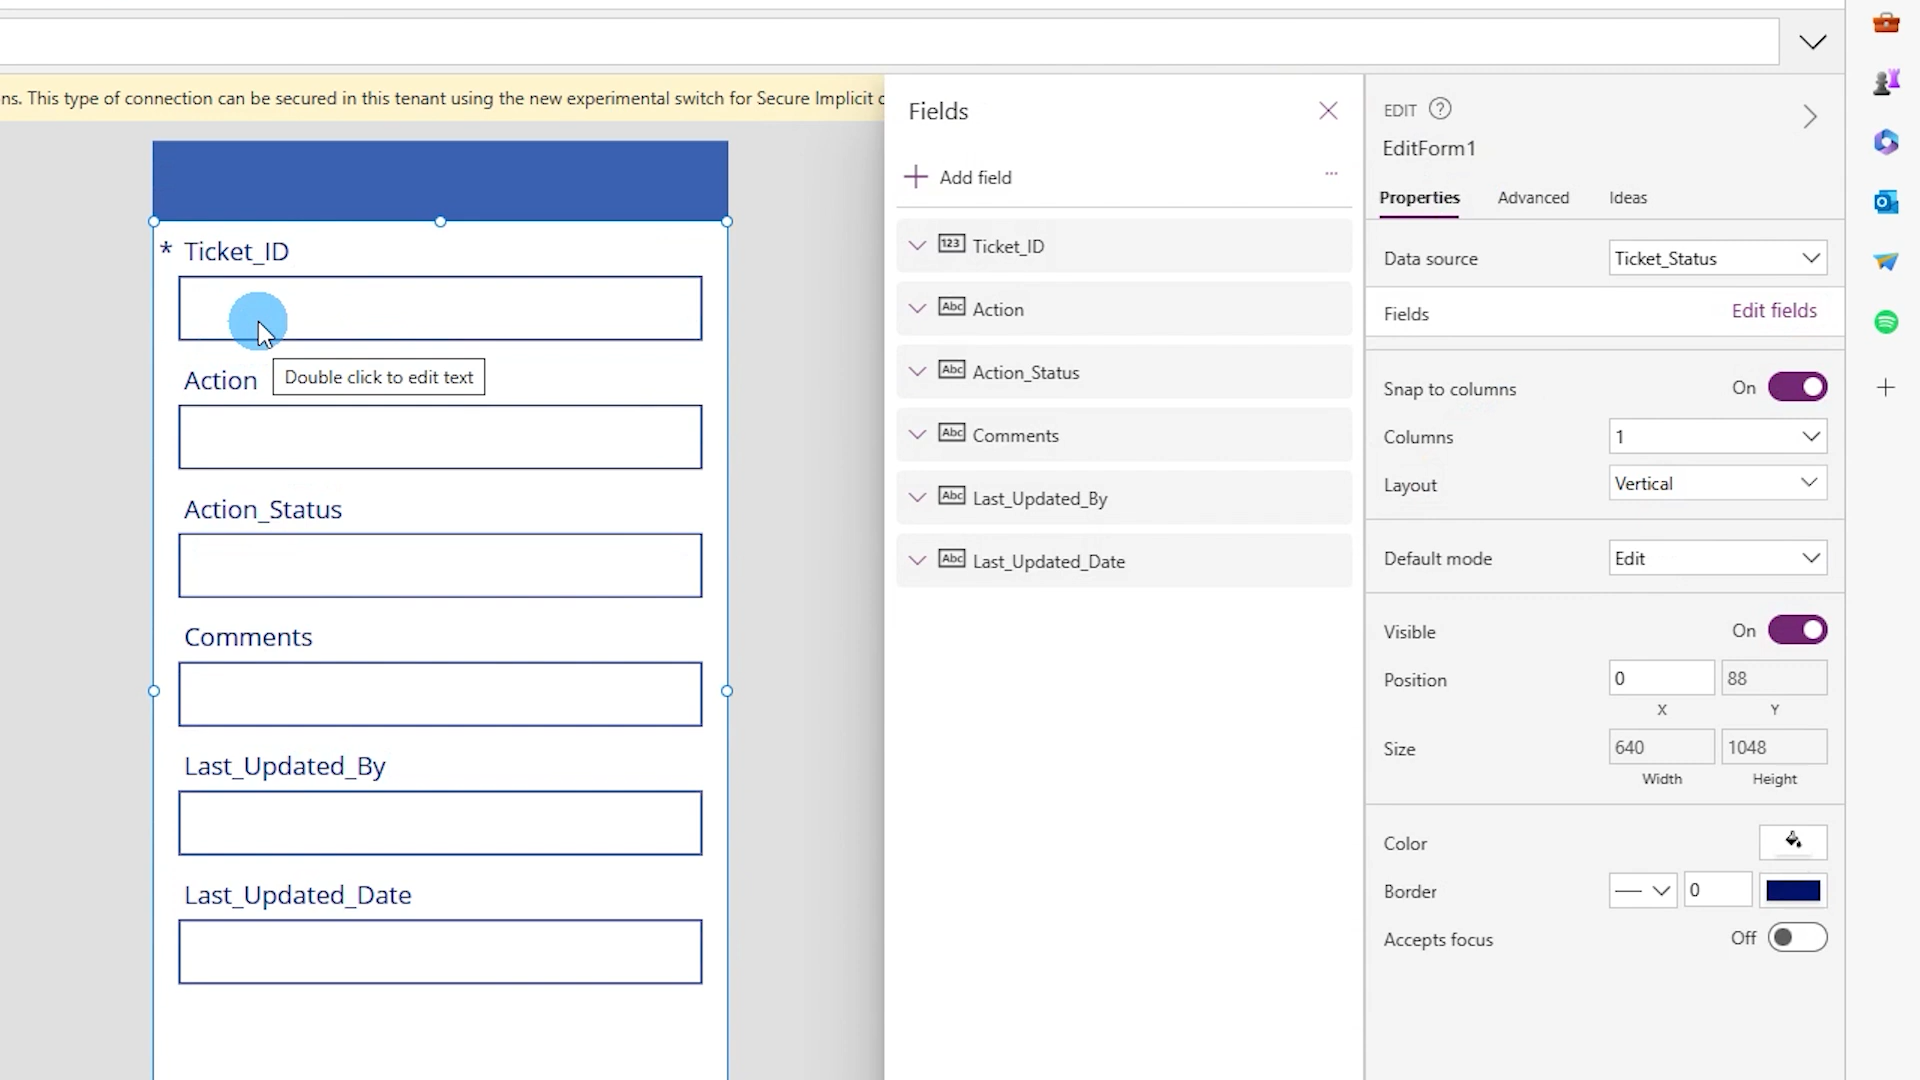 ns. This type of connection can be secured in this tenant using the new experimental switch for Secure Implicit c
* Ticket_ID
Double click to edit text
Action
Action_Status
Comments
Last_Updated_By
Last_Updated_Date
Fields
Add field
...
123 Ticket_ID
Abc Action
Abc Action_Status
Abc Comments
Abc Last_Updated_By
Abc Last_Updated_Date
EDIT ?
EditForm1
Properties Advanced Ideas
Data source Ticket_Status
Fields Edit fields
Snap to columns On
Columns 1
Layout Vertical
Default mode Edit
Visible On
Position 0 88
X Y
Size 640 1048
Width Height
Color
Border 0
Accepts focus Off